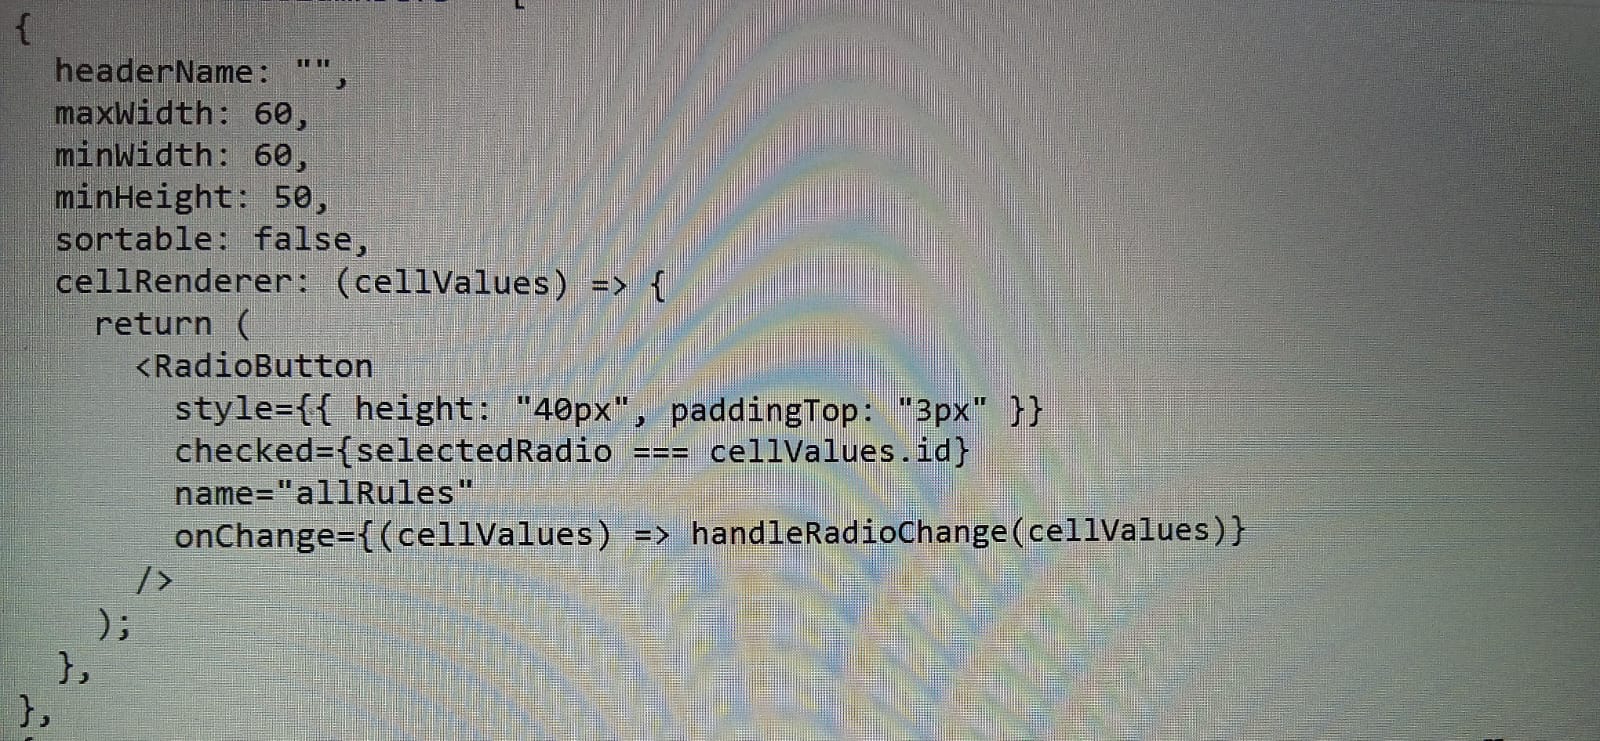 {
headerName: "",
maxWidth: 60,
minWidth: 60,
minHeight: 50,
sortable: false,
cellRenderer: (cellValues) => {
return (
<RadioButton
style={{ height: "40px", paddingTop: "3px" }}
checked={selectedRadio === cellValues.id}
name="allRules"
onChange={(cellValues) => handleRadioChange(cellValues)}
/>
);
},
},